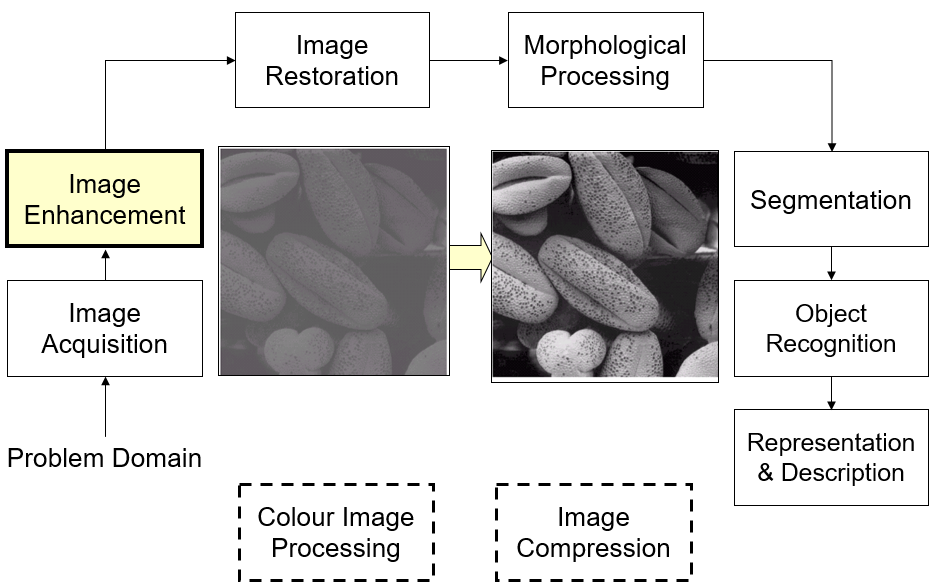 Image
Restoration
Morphological
Processing
Image
Enhancement
Segmentation
Image
Acquisition
Object
Recognition
Problem Domain
Representation
& Description
Colour Image
Processing
Image
Compression